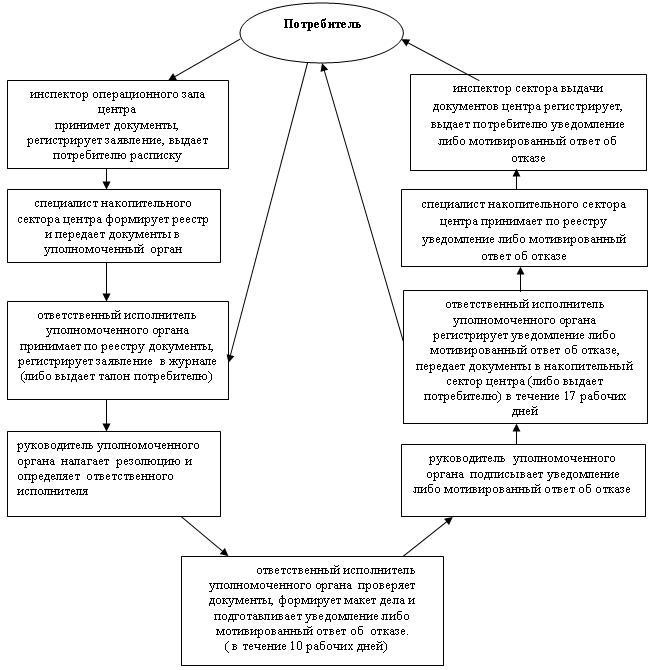 Потребитель
инспектор операционного зала
центра
принимет документы,
регистрирует заявление, выдает
потребителю расписку
специалист накопительного
сектора центра формирует реестр
и передает документы в
уполномоченный орган
ответственный исполнитель
уполномоченного органа
принимает по реестру документы,
регистрирует заявление в журнале
(либо выдает талон потребителю)
руководитель уполномоченного
органа налагает резолюцию и
определяет ответственного
исполнителя
ответственный исполнитель
уполномоченного органа проверяет
документы, формирует макет дела и
подготавливает уведомление либо
мотивированный ответ об отказе.
( в течение 10 рабочих дней)
руководитель уполномоченного
органа подписывает уведомление
либо мотивированный ответ об отказе
ответственный исполнитель
уполномоченного органа
регистрирует уведомление либо
мотивированный ответ об отказе,
передает документы в накопительный
сектор центра (либо выдает
потребителю) в течение 17 рабочих
дней
специалист накопительного сектора
центра принимает по реестру
уведомление либо мотивированный
ответ об отказе
инспектор сектора выдачи
документов центра регистрирует,
выдает потребителю уведомление
либо мотивированный ответ об
отказе